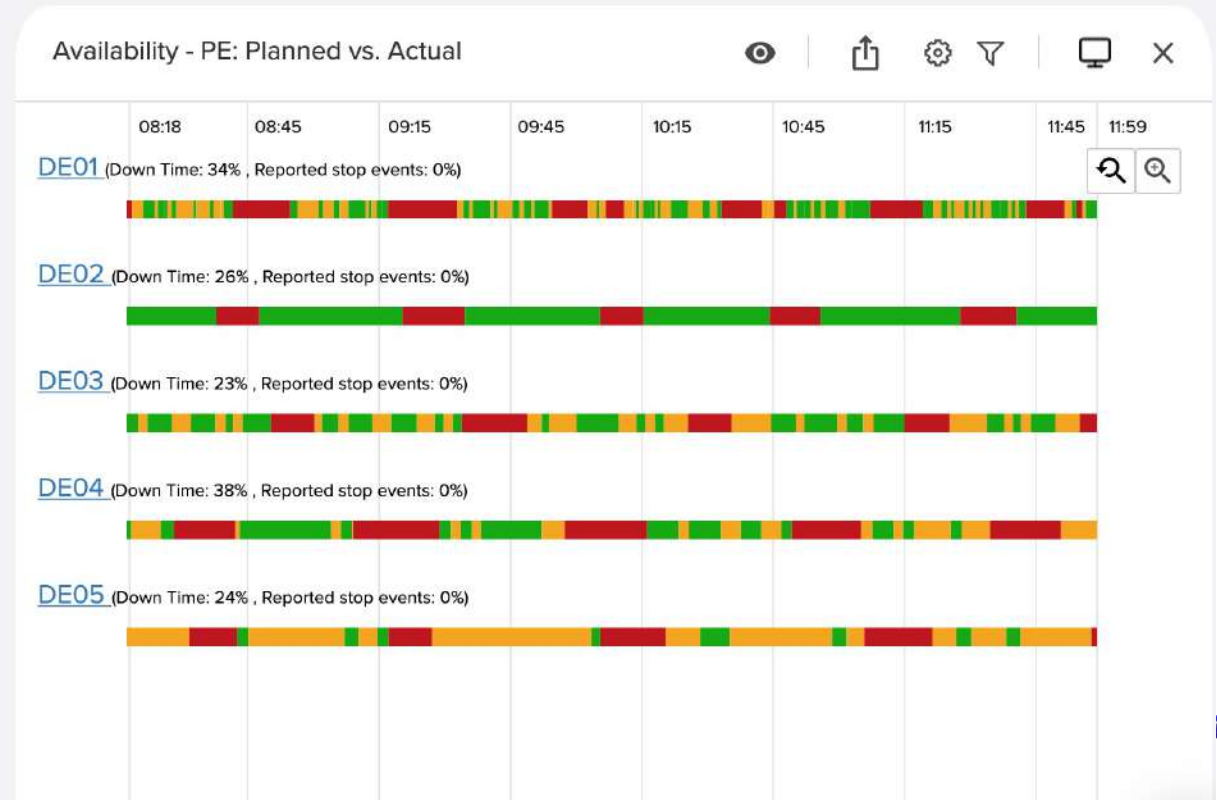 Availability - PE: Planned vs. Actual
08:18 08:45 09:15 09:45 10:15 10:45 11:15 11:45 11:59
DE01 (Down Time: 34% , Reported stop events: 0%)
DE02 (Down Time: 26% , Reported stop events: 0%)
DE03 (Down Time: 23% , Reported stop events: 0%)
DE04 (Down Time: 38% , Reported stop events: 0%)
DE05 (Down Time: 24% , Reported stop events: 0%)